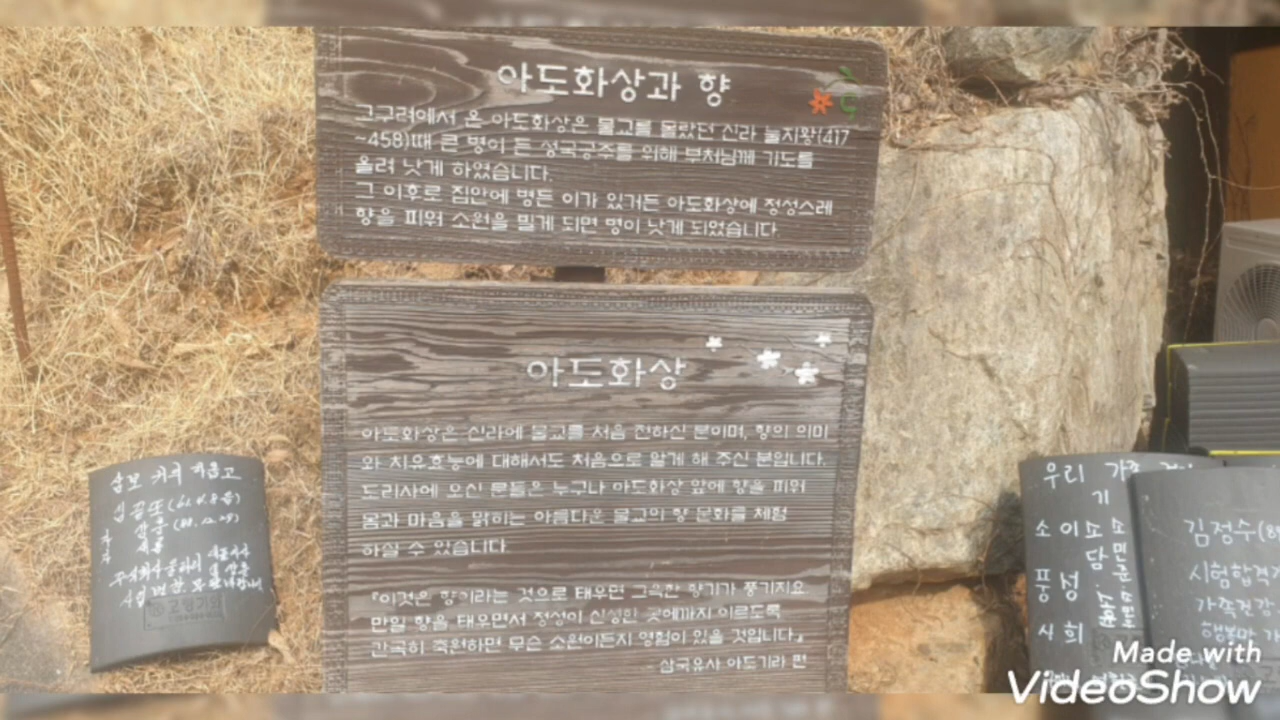 아도화상과 향
고구려에서 온 아도화상은 불교를 몰랐던 신라 눌지왕(417
~458)때 큰 병이 든 성국공주를 위해 부처님께 기도를
올려 낫게 하였습니다.
그 이후로 집안에 병든 이가 있거든 아도화상에 정성스레
향을 피워 소원을 빌게 되면 병이 낫게 되었습니다.
아도화상
아도화상은 신라에 불교를 처음 전하신 분이며, 향의 의미
와 치유효능에 대해서도 처음으로 알게 해 주신 분입니다.
도리사에 오신 분들은 누구나 아도화상 앞에 향을 피워
몸과 마음을 맑히는 아름다운 불교의 향 문화를 체험
하실 수 있습니다.
『이것은 향이라는 것으로 태우면 그윽한 향기가 풍기지요.
만일 향을 태우면서 정성이 신성한 곳에까지 이르도록
간곡히 축원하면 무슨 소원이든지 영험이 있을 것입니다.』
- 삼국유사 아도기라 편
우리
기
소이소
풍성
김정수
시험합격
가족건강
Made with
VideoShow